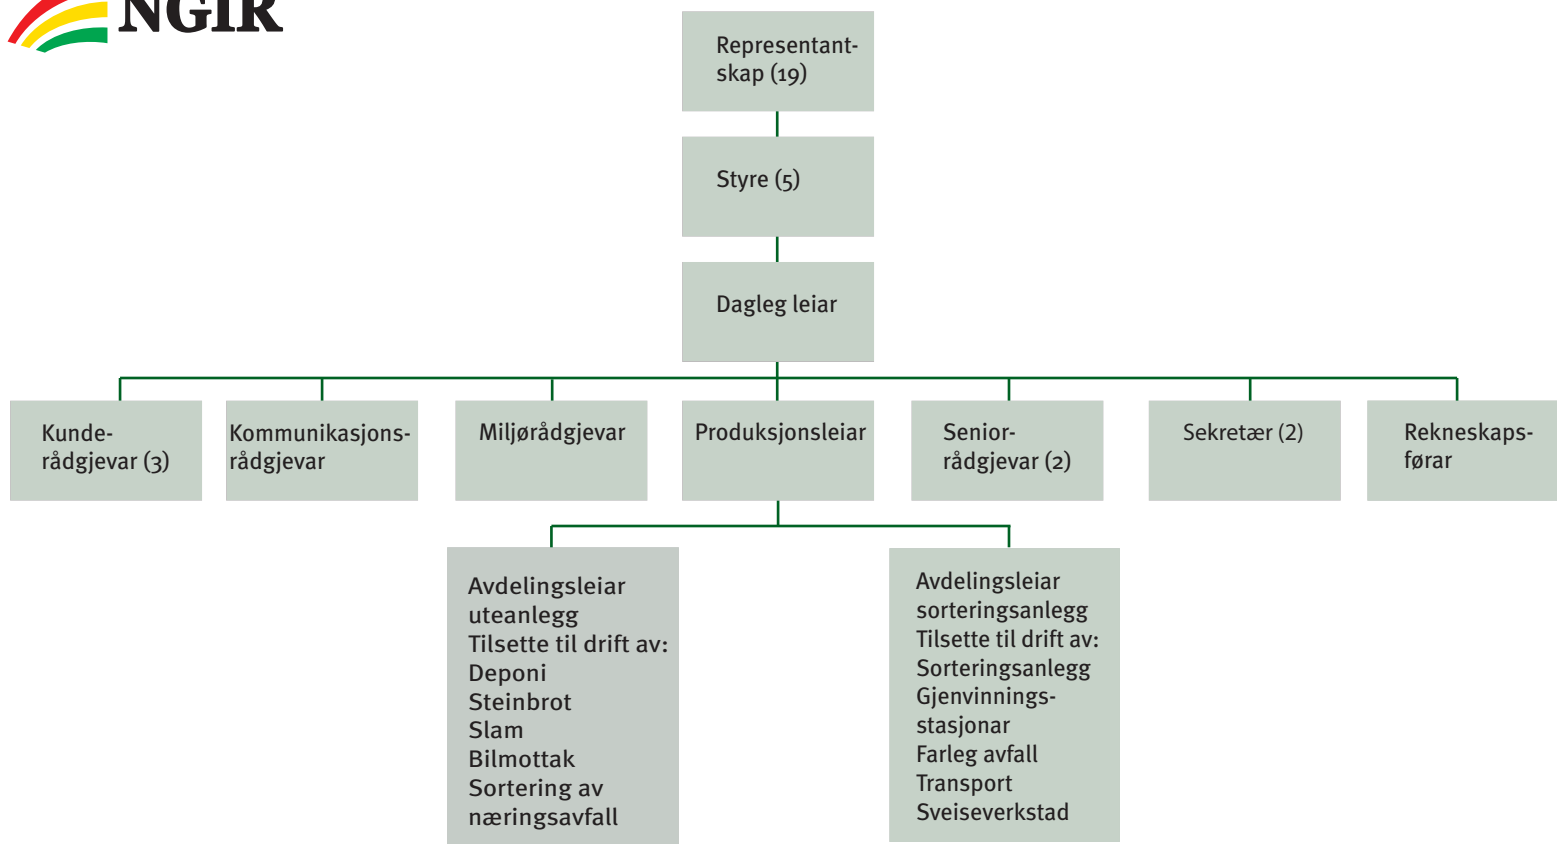 NGIR
Representant-
skap (19)
Styre (5)
Dagleg leiar
Kunde-
rådgjevar (3)
Kommunikasjons-
rådgjevar
Miljørådgjevar
Produksjonsleiar
Senior-
rådgjevar (2)
Sekretær (2)
Rekneskaps-
førar
Avdelingsleiar
uteanlegg
Tilsette til drift av:
Deponi
Steinbrot
Slam
Bilmottak
Sortering av
næringsavfall
Avdelingsleiar
sorteringsanlegg
Tilsette til drift av:
Sorteringsanlegg
Gjenvinnings-
stasjonar
Farleg avfall
Transport
Sveiseverkstad